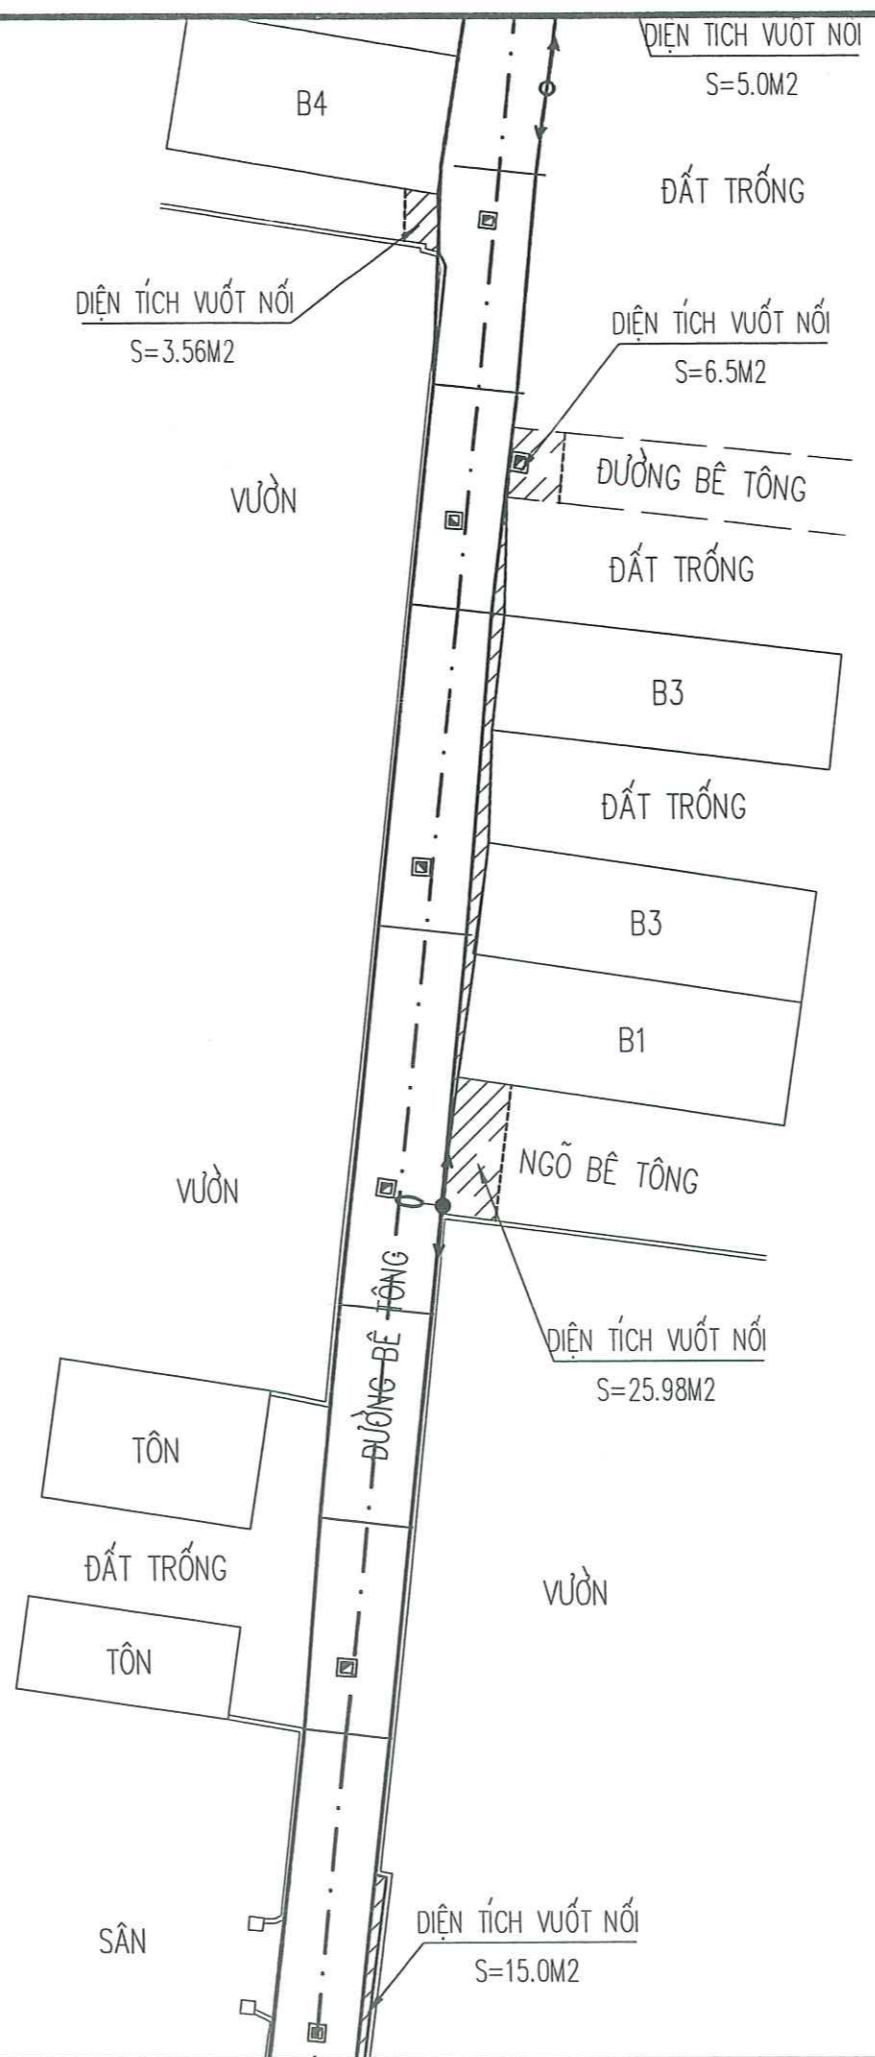 DIỆN TÍCH VUỐT NỐI
S=5.0M2
B4
ĐẤT TRỐNG
DIỆN TÍCH VUỐT NỐI
S=3.56M2
DIỆN TÍCH VUỐT NỐI
S=6.5M2
VƯỜN
ĐƯỜNG BÊ TÔNG
ĐẤT TRỐNG
B3
ĐẤT TRỐNG
B3
B1
VƯỜN
NGÕ BÊ TÔNG
ĐƯỜNG BÊ TÔNG
DIỆN TÍCH VUỐT NỐI
S=25.98M2
TÔN
ĐẤT TRỐNG
VƯỜN
TÔN
SÂN
DIỆN TÍCH VUỐT NỐI
S=15.0M2